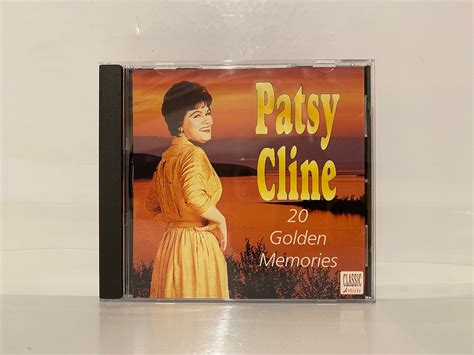 Patsy
Cline
20
Golden
Memories
CLASSIC